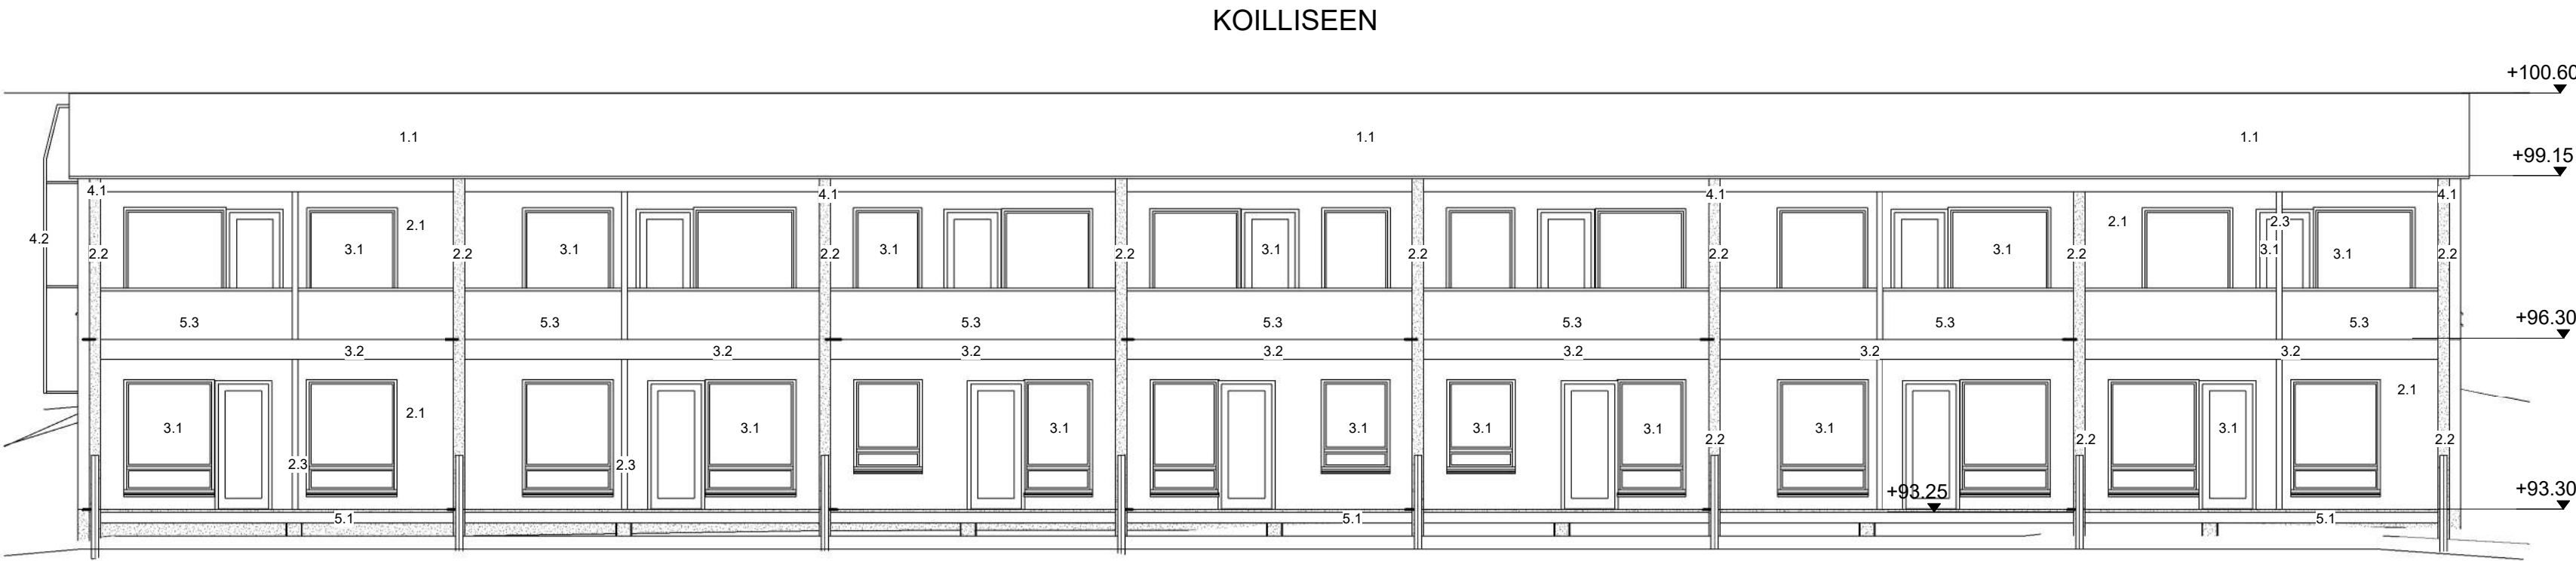 KOILLISEEN
+100.60
1.1 1.1 1.1
+99.15
4.1 4.1 4.1 4.1
2.1 2.1 2.3
4.2 3.1 3.1 3.1 3.1 3.1 3.1 3.1
2.2 2.2 2.2 2.2 2.2 2.2 2.2 2.2
5.3 5.3 5.3 5.3 5.3 5.3 5.3
+96.30
3.2 3.2 3.2 3.2 3.2 3.2 3.2
2.1 2.1
3.1 3.1 3.1 3.1 3.1 3.1 3.1 3.1
2.2 2.2 2.2
2.3 2.3
+93.25 +93.30
5.1 5.1 5.1